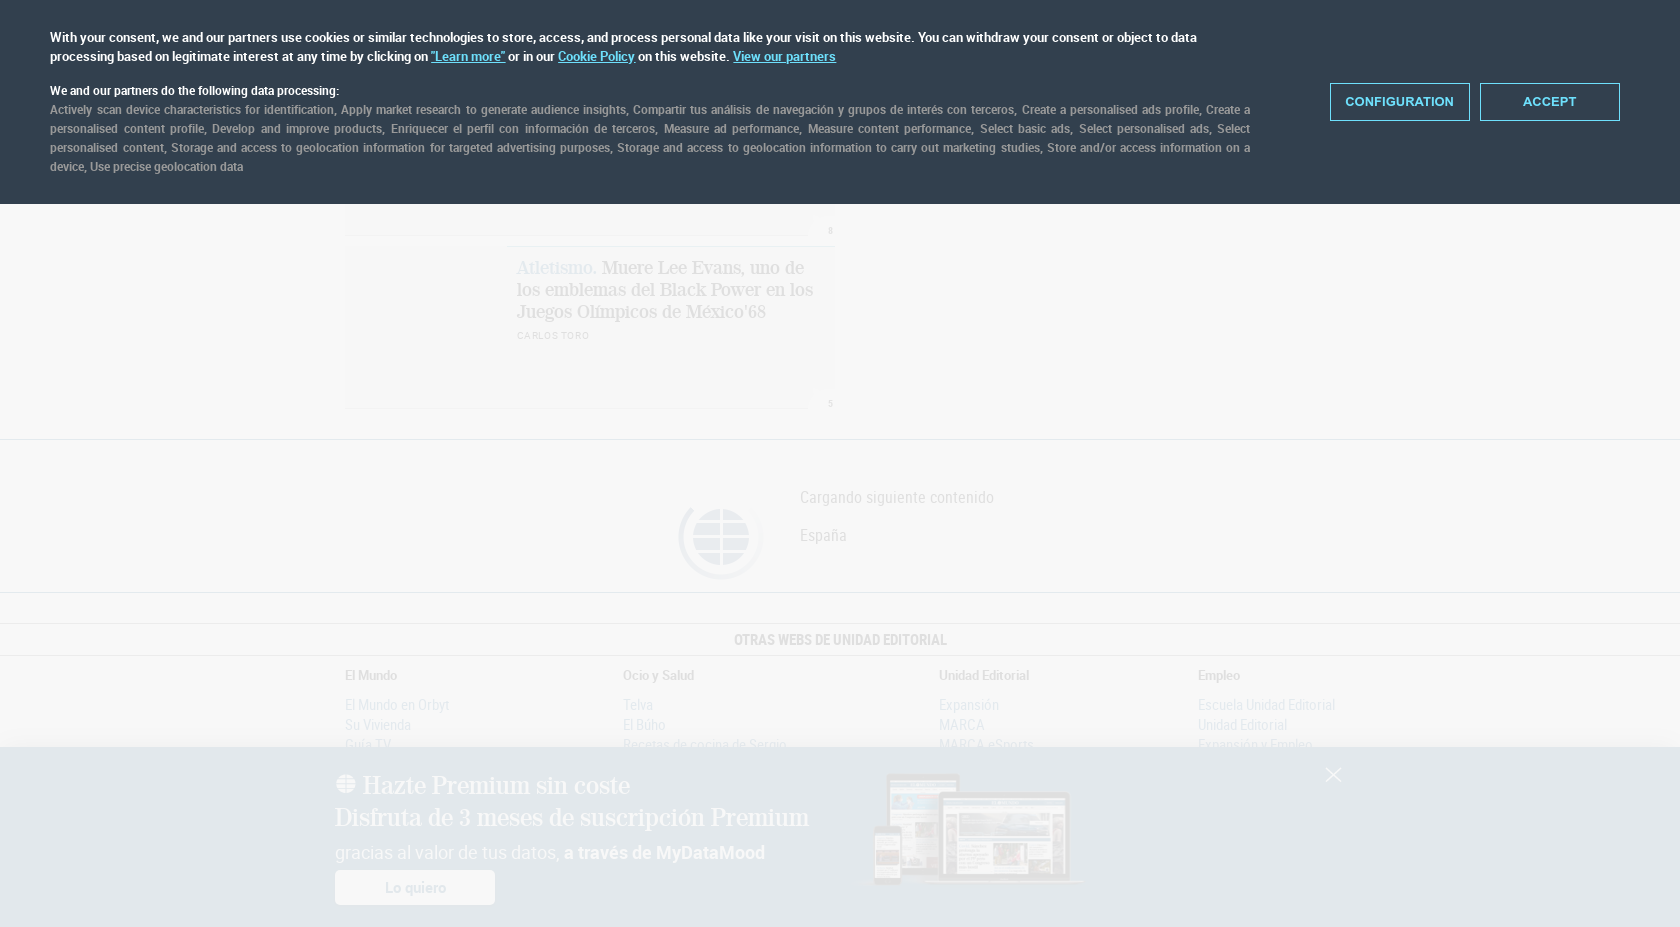 With your consent, we and our partners use cookies or similar technologies to store, access, and process personal data like your visit on this website. You can withdraw your consent or object to data
processing based on legitimate interest at any time by clicking on "Learn more" or in our Cookie Policy on this website. View our partners
We and our partners do the following data processing:
Actively scan device characteristics for identification, Apply market research to generate audience insights, Compartir tus análisis de navegación y grupos de interés con terceros, Create a personalised ads profile, Create a
personalised content profile, Develop and improve products, Enriquecer el perfil con información de terceros, Measure ad performance, Measure content performance, Select basic ads, Select personalised ads, Select
personalised content, Storage and access to geolocation information for targeted advertising purposes, Storage and access to geolocation information to carry out marketing studies, Store and/or access information on a
device, Use precise geolocation data
CONFIGURATION
ACCEPT
Atletismo. Muere Lee Evans, uno de
los emblemas del Black Power en los
Juegos Olímpicos de México'68
CARLOS TORO
5
Cargando siguiente contenido
España
OTRAS WEBS DE UNIDAD EDITORIAL
El Mundo
El Mundo en Orbyt
Su Vivienda
Guía TV
Ocio y Salud
Telva
El Búho
Recetas de cocina de Sergio
Unidad Editorial
Expansión
MARCA
MARCA eSports
Empleo
Escuela Unidad Editorial
Unidad Editorial
Expansión y Empleo
Hazte Premium sin coste
Disfruta de 3 meses de suscripción Premium
gracias al valor de tus datos, a través de MyDataMood
Lo quiero